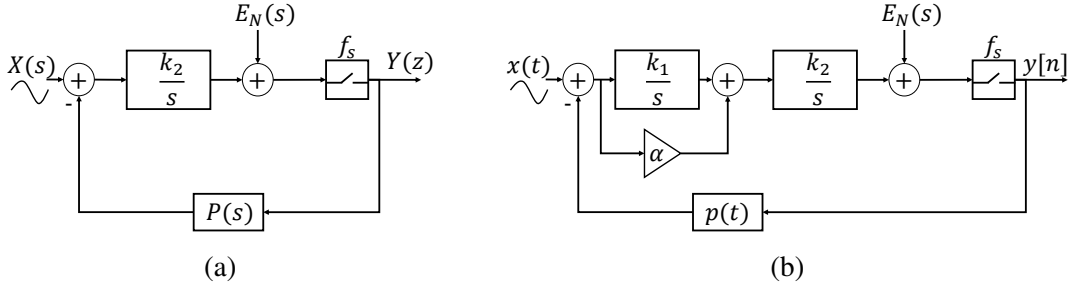 E_N(s)
f_s
X(s)
Y(z)
+
k_2
s
+
-
P(s)
(a)
E_N(s)
f_s
x(t)
y[n]
+
k_1
s
+
k_2
s
+
-
α
p(t)
(b)